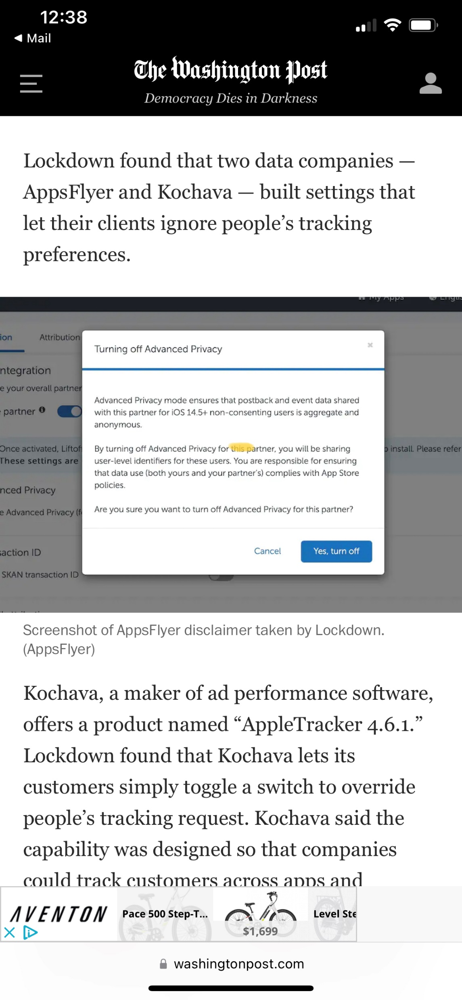 12:38
◀ Mail
The Washington Post
Democracy Dies in Darkness
Lockdown found that two data companies —
AppsFlyer and Kochava — built settings that
let their clients ignore people’s tracking
preferences.
My Apps
ion Attribution
Turning off Advanced Privacy
ntegration
e your overall partner
partner
Advanced Privacy mode ensures that postback and event data shared
with this partner for iOS 14.5+ non-consenting users is aggregate and
anonymous.
Once activated, Liftof
By turning off Advanced Privacy for this partner, you will be sharing
install. Please refer
These settings are
user-level identifiers for these users. You are responsible for ensuring
that data use (both yours and your partner's) complies with App Store
policies.
nced Privacy
e Advanced Privacy (f
Are you sure you want to turn off Advanced Privacy for this partner?
saction ID
Cancel
Yes, turn off
SKAN transaction ID
Screenshot of AppsFlyer disclaimer taken by Lockdown.
(AppsFlyer)
Kochava, a maker of ad performance software,
offers a product named “AppleTracker 4.6.1.”
Lockdown found that Kochava lets its
customers simply toggle a switch to override
people’s tracking request. Kochava said the
capability was designed so that companies
could track customers across apps and
AVENTON
Pace 500 Step-T...
$1,699
Level Ste
washingtonpost.com